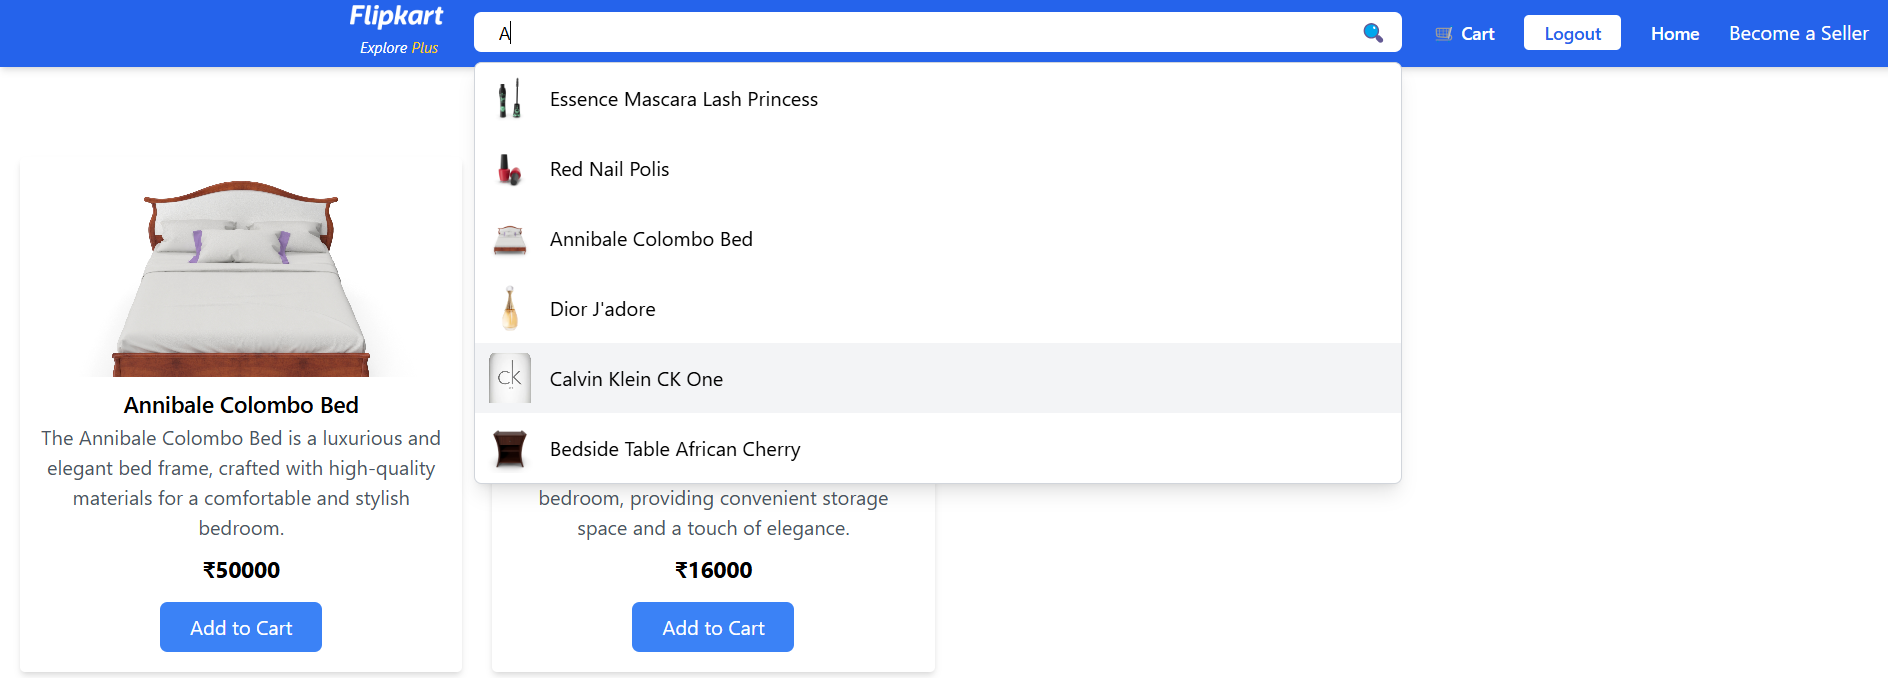 Flipkart
Explore Plus
A
Cart
Logout
Home
Become a Seller
Essence Mascara Lash Princess
Red Nail Polis
Annibale Colombo Bed
Dior J'adore
ck
Calvin Klein CK One
Bedside Table African Cherry
Annibale Colombo Bed
The Annibale Colombo Bed is a luxurious and
elegant bed frame, crafted with high-quality
materials for a comfortable and stylish
bedroom.
₹50000
Add to Cart
bedroom, providing convenient storage
space and a touch of elegance.
₹16000
Add to Cart